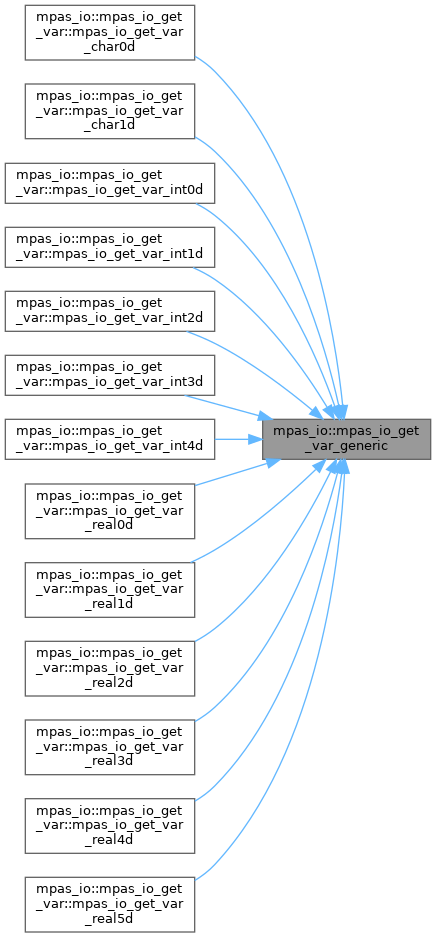 mpas_io::mpas_io_get
_var::mpas_io_get_var
_char0d
mpas_io::mpas_io_get
_var::mpas_io_get_var
_char1d
mpas_io::mpas_io_get
_var::mpas_io_get_var_int0d
mpas_io::mpas_io_get
_var::mpas_io_get_var_int1d
mpas_io::mpas_io_get
_var::mpas_io_get_var_int2d
mpas_io::mpas_io_get
_var::mpas_io_get_var_int3d
mpas_io::mpas_io_get
_var::mpas_io_get_var_int4d
mpas_io::mpas_io_get
_var_generic
mpas_io::mpas_io_get
_var::mpas_io_get_var
_real0d
mpas_io::mpas_io_get
_var::mpas_io_get_var
_real1d
mpas_io::mpas_io_get
_var::mpas_io_get_var
_real2d
mpas_io::mpas_io_get
_var::mpas_io_get_var
_real3d
mpas_io::mpas_io_get
_var::mpas_io_get_var
_real4d
mpas_io::mpas_io_get
_var::mpas_io_get_var
_real5d